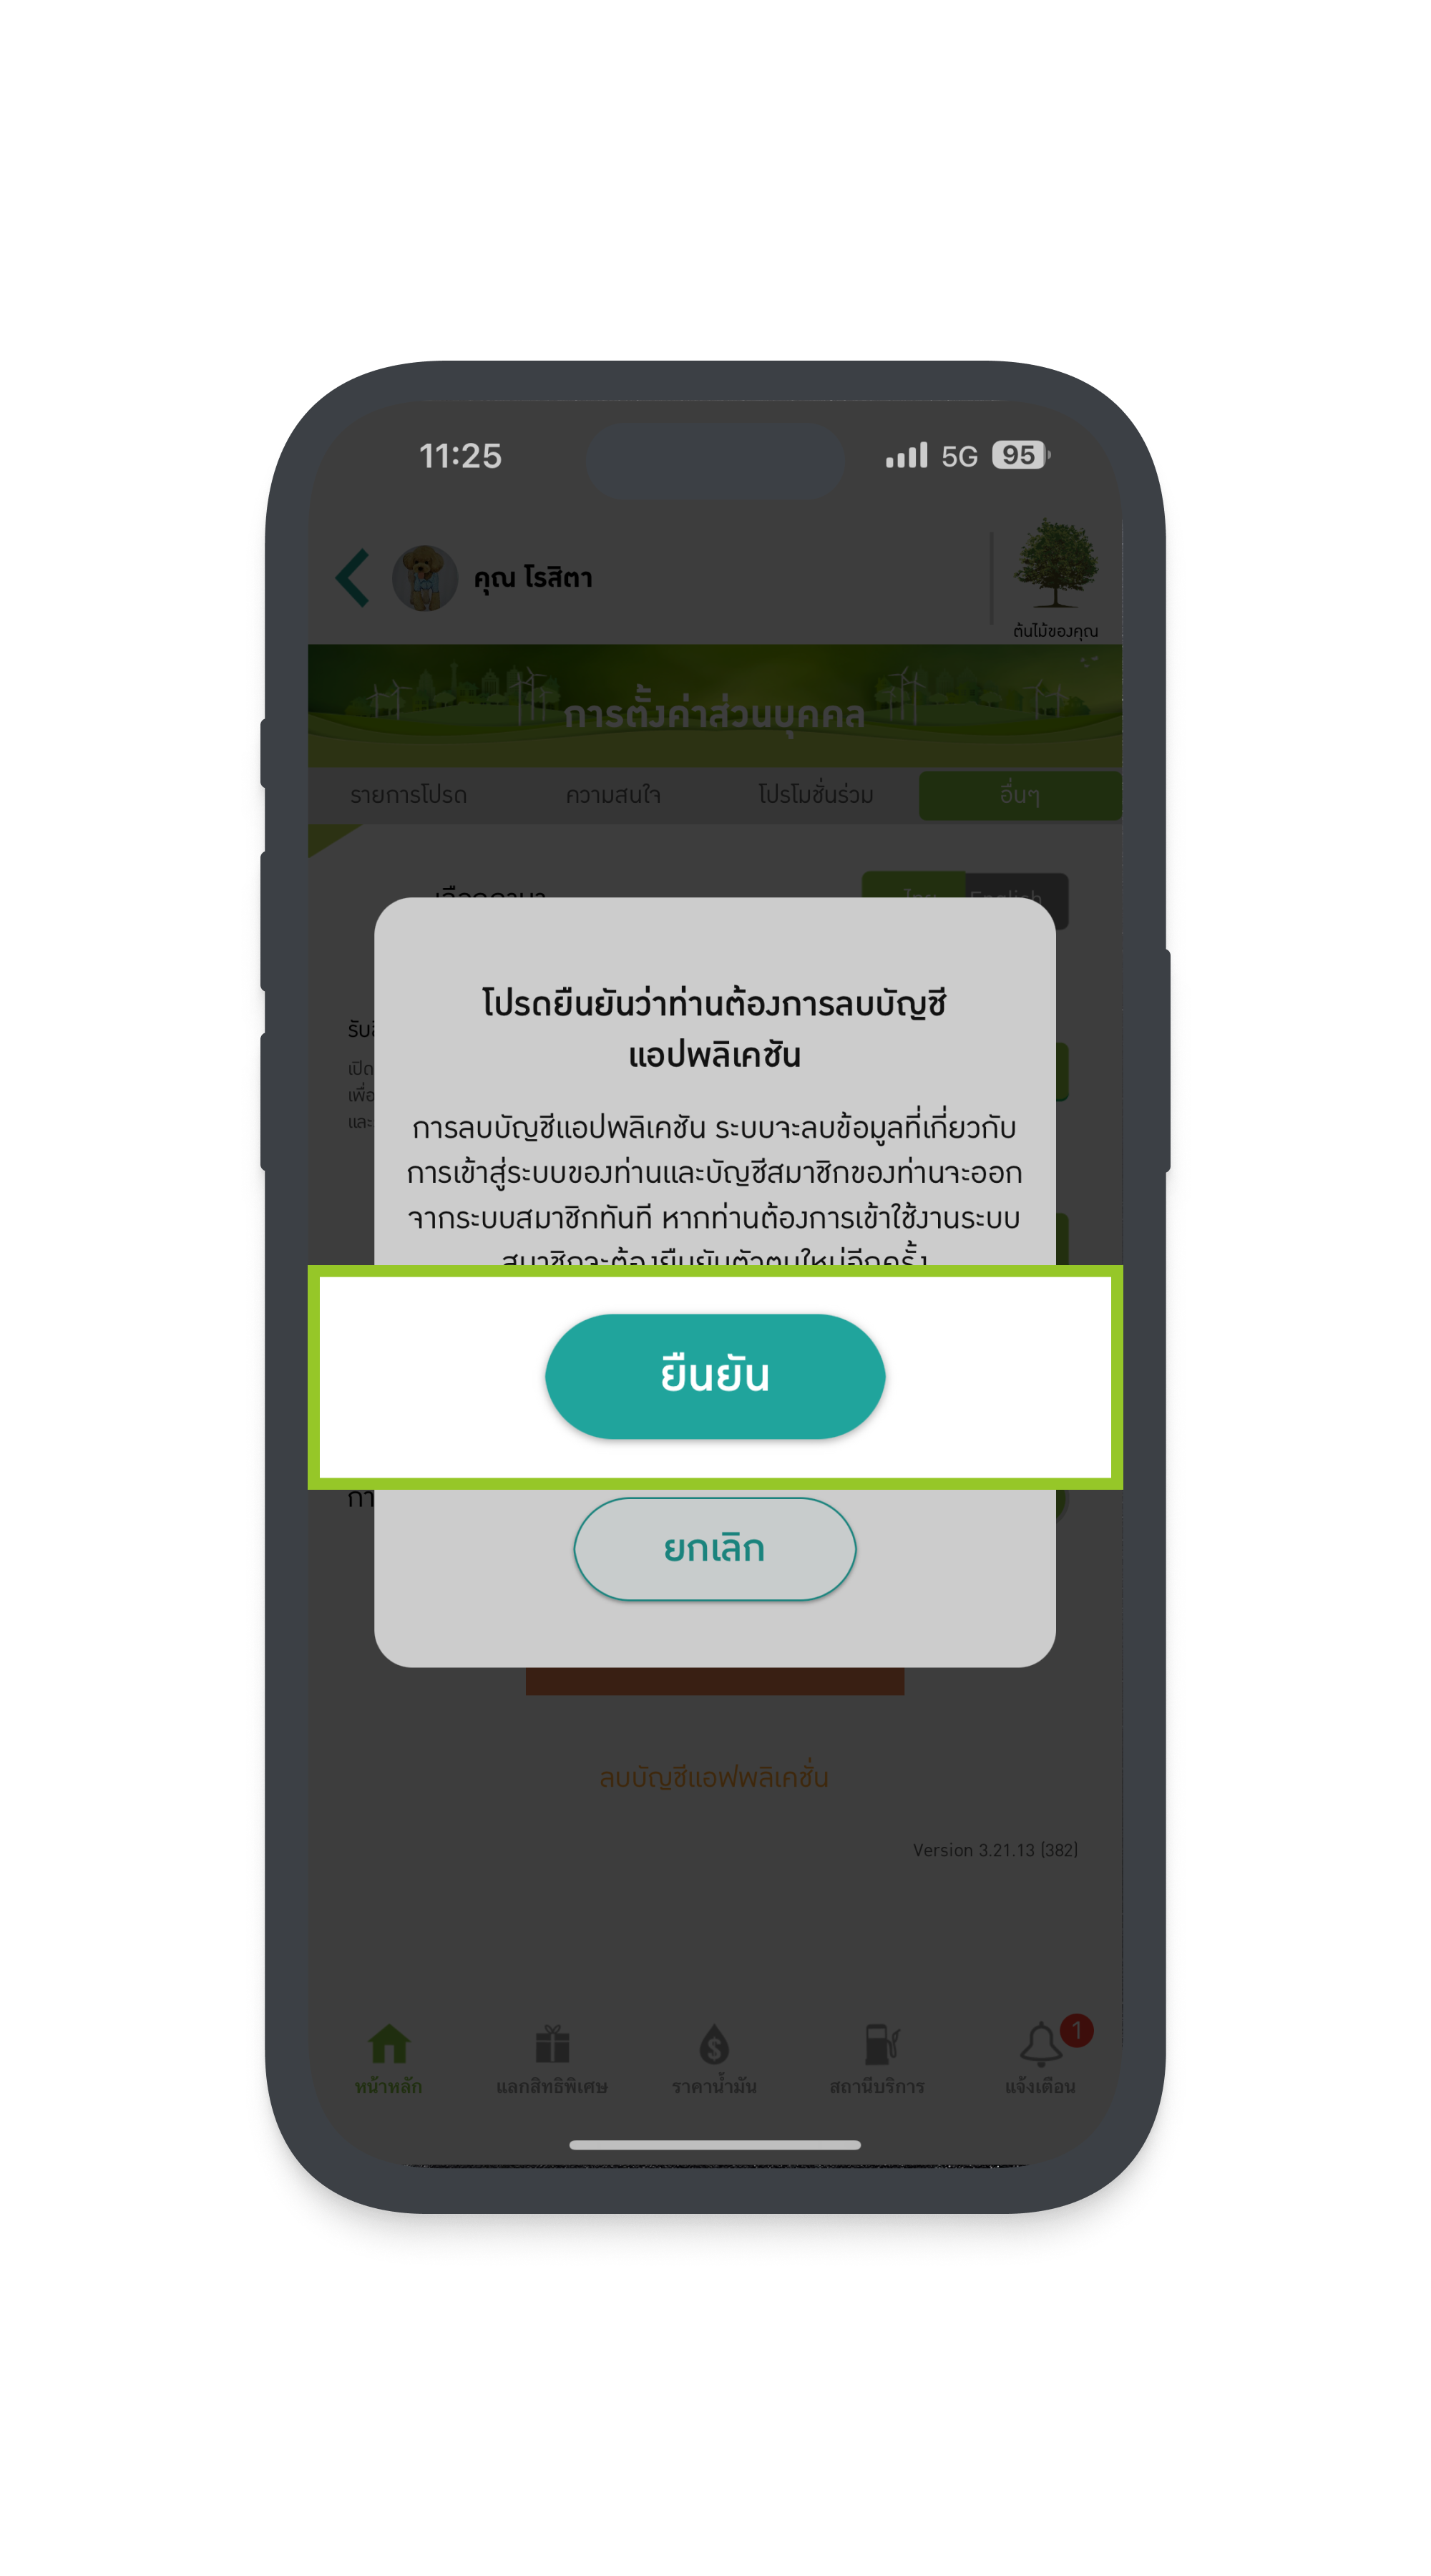 11:25
5G 95
คุณ โรสิตา
ต้นไม้ของคุณ
การตั้งค่าส่วนบุคคล
รายการโปรด ความสนใจ โปรโมชั่นร่วม อื่นๆ
โปรดยืนยันว่าท่านต้องการลบบัญชี
แอปพลิเคชัน
การลบบัญชีแอปพลิเคชัน ระบบจะลบข้อมูลที่เกี่ยวกับ
การเข้าสู่ระบบของท่านและบัญชีสมาชิกของท่านจะออก
จากระบบสมาชิกทันที หากท่านต้องการเข้าใช้งานระบบ
สมาชิกจะต้องยืนยันตัวตนใหม่อีกครั้ง
ยืนยัน
ยกเลิก
ลบบัญชีแอฟพลิเคชั่น
Version 3.21.13 (382)
1
หน้าหลัก แลกสิทธิพิเศษ ราคาน้ำมัน สถานีบริการ แจ้งเตือน